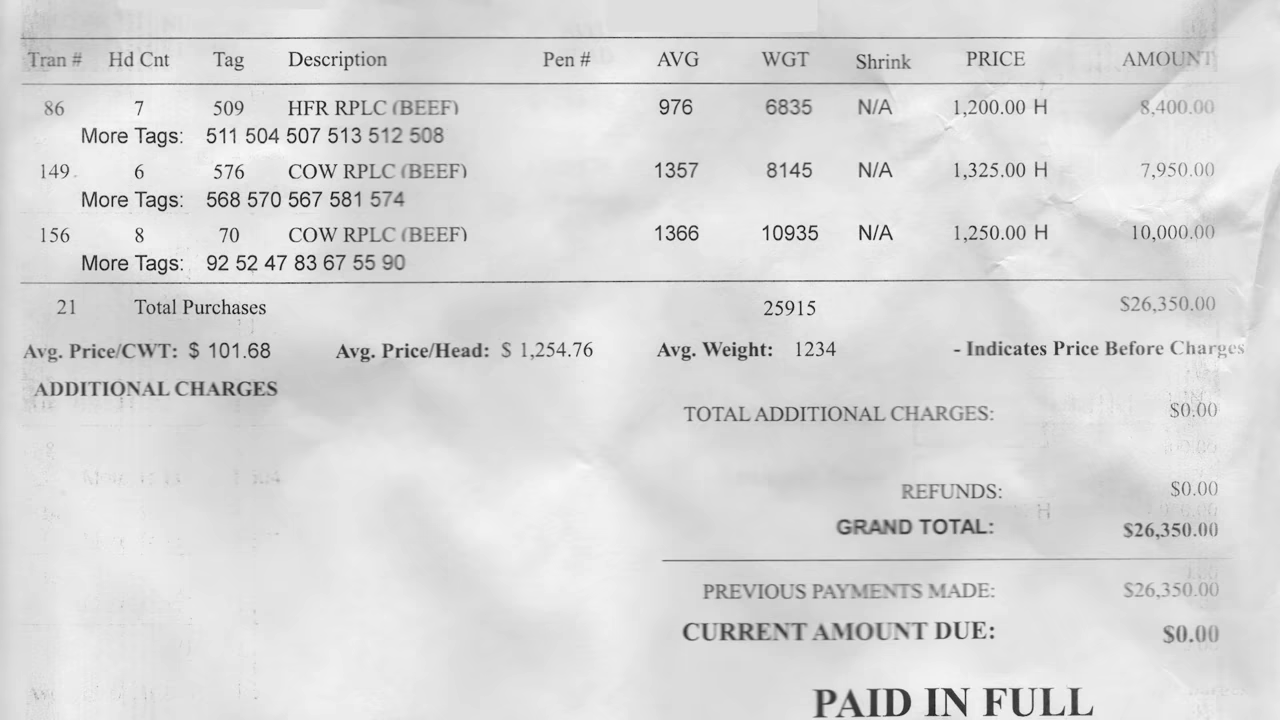 Tran # Hd Cnt Tag Description Pen # AVG WGT Shrink PRICE AMOUNT
86 7 509 HFR RPLC (BEEF) 976 6835 N/A 1,200.00 H 8,400.00
More Tags: 511 504 507 513 512 508
149 6 576 COW RPLC (BEEF) 1357 8145 N/A 1,325.00 H 7,950.00
More Tags: 568 570 567 581 574
156 8 70 COW RPLC (BEEF) 1366 10935 N/A 1,250.00 H 10,000.00
More Tags: 92 52 47 83 67 55 90
21 Total Purchases 25915 $26,350.00
Avg. Price/CWT: $ 101.68 Avg. Price/Head: $ 1,254.76 Avg. Weight: 1234 - Indicates Price Before Charges
ADDITIONAL CHARGES
TOTAL ADDITIONAL CHARGES: $0.00
REFUNDS: $0.00
GRAND TOTAL: $26,350.00
PREVIOUS PAYMENTS MADE: $26,350.00
CURRENT AMOUNT DUE: $0.00
PAID IN FULL